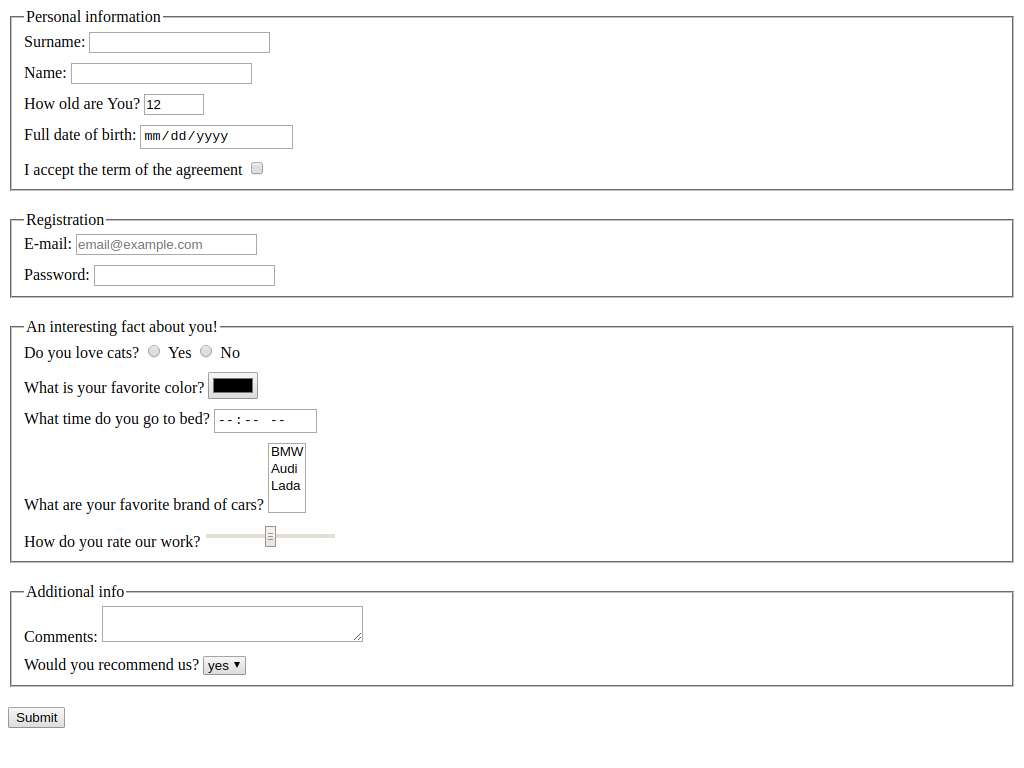 Personal information
Surname:
Name:
How old are You? 12
Full date of birth: mm/dd/yyyy
I accept the term of the agreement
Registration
E-mail: email@example.com
Password:
An interesting fact about you!
Do you love cats? Yes No
What is your favorite color?
What time do you go to bed? --:-- --
BMW
Audi
Lada
What are your favorite brand of cars?
How do you rate our work?
Additional info
Comments:
Would you recommend us? yes
Submit